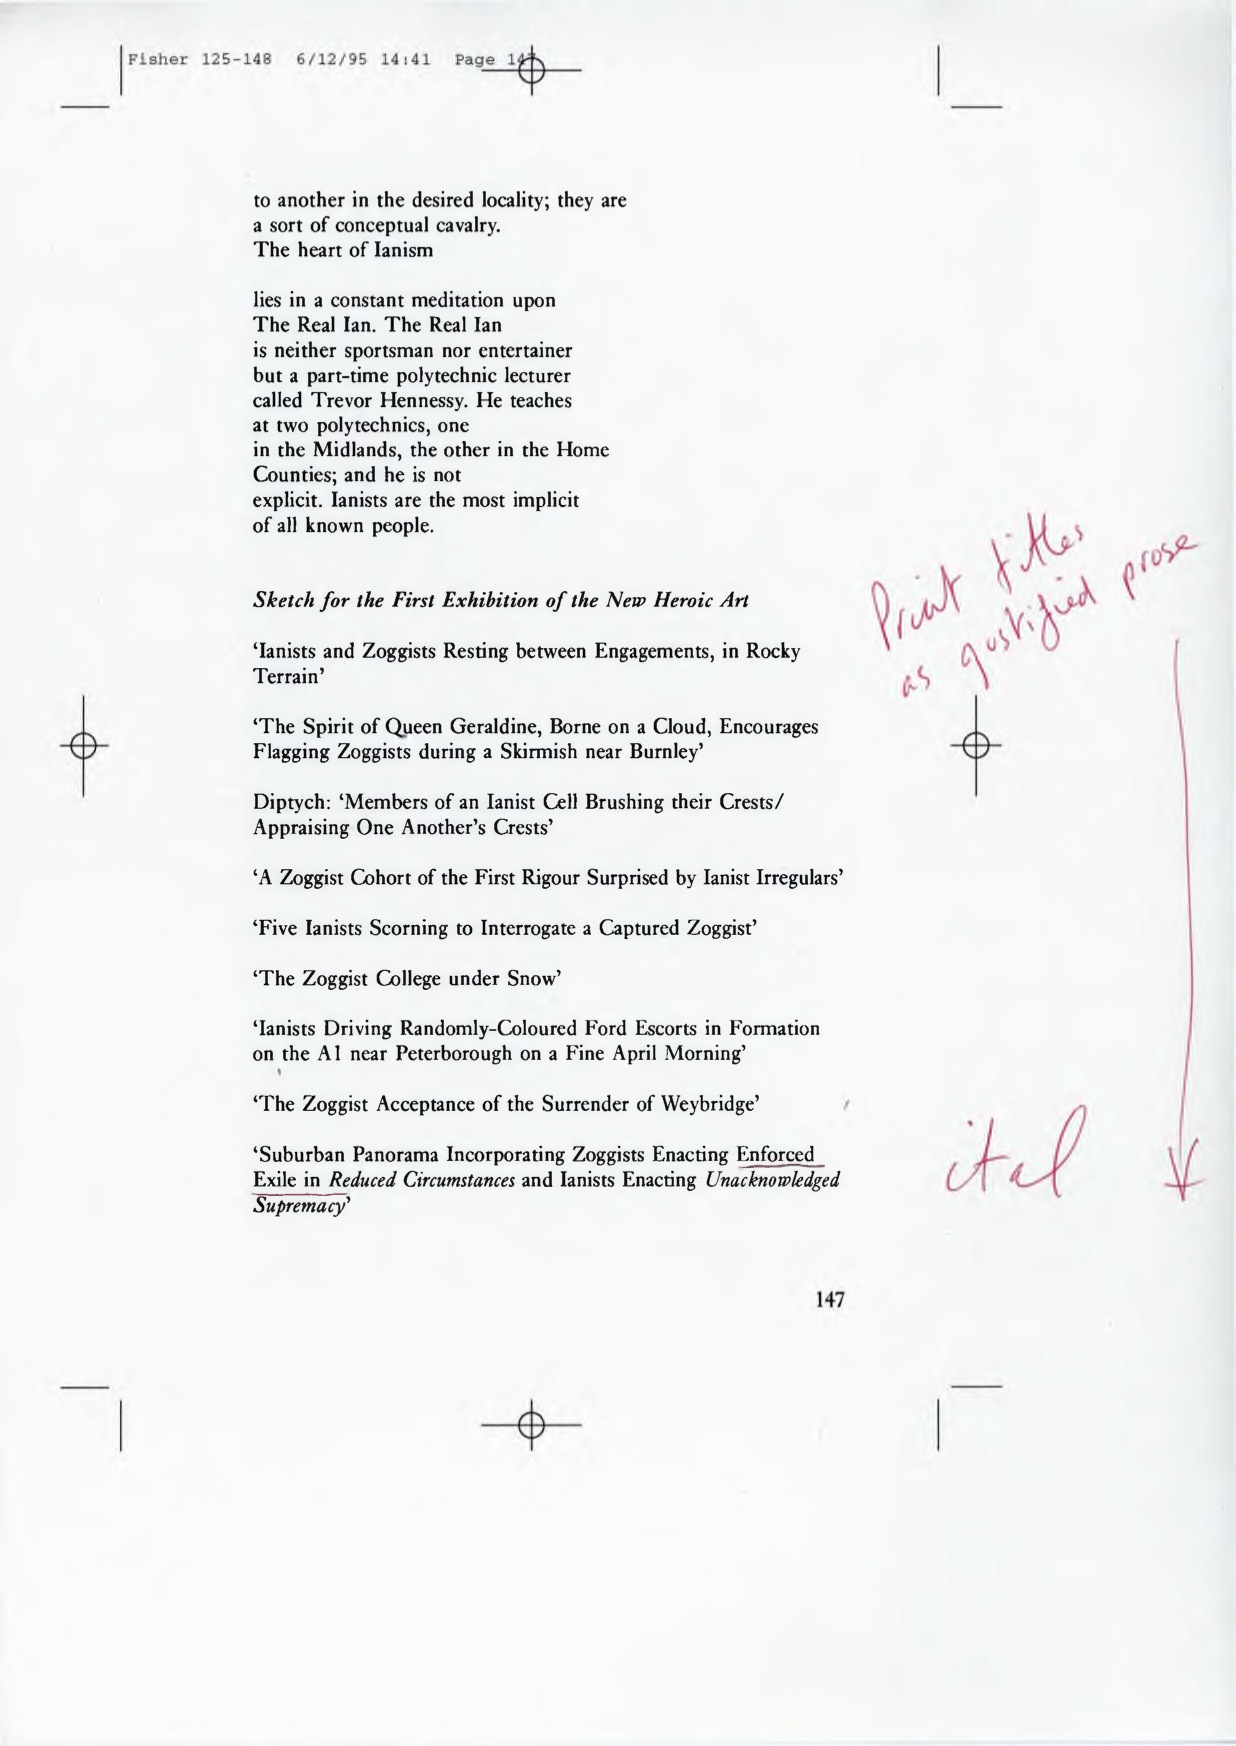 Fisher 125-148 6/12/95 14:41 Page 147
to another in the desired locality; they are
a sort of conceptual cavalry.
The heart of Ianism
lies in a constant meditation upon
The Real Ian. The Real Ian
is neither sportsman nor entertainer
but a part-time polytechnic lecturer
called Trevor Hennessy. He teaches
at two polytechnics, one
in the Midlands, the other in the Home
Counties; and he is not
explicit. Ianists are the most implicit
of all known people.
Print titles
as justified prose
Sketch for the First Exhibition of the New Heroic Art
‘Ianists and Zoggists Resting between Engagements, in Rocky
Terrain’
‘The Spirit of Queen Geraldine, Borne on a Cloud, Encourages
Flagging Zoggists during a Skirmish near Burnley’
Diptych: ‘Members of an Ianist Cell Brushing their Crests/
Appraising One Another’s Crests’
‘A Zoggist Cohort of the First Rigour Surprised by Ianist Irregulars’
‘Five Ianists Scorning to Interrogate a Captured Zoggist’
‘The Zoggist College under Snow’
‘Ianists Driving Randomly-Coloured Ford Escorts in Formation
on the A1 near Peterborough on a Fine April Morning’
‘The Zoggist Acceptance of the Surrender of Weybridge’
‘Suburban Panorama Incorporating Zoggists Enacting Enforced
Exile in Reduced Circumstances and Ianists Enacting Unacknowledged
Supremacy’
ital
147